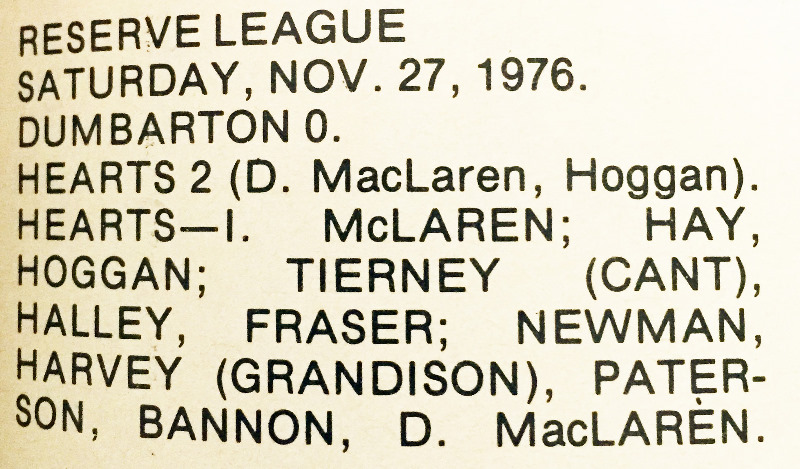 RESERVE LEAGUE
SATURDAY, NOV. 27, 1976.
DUMBARTON 0.
HEARTS 2 (D. MacLaren, Hoggan).
HEARTS—I. McLAREN; HAY,
HOGGAN; TIERNEY (CANT),
HALLEY, FRASER; NEWMAN,
HARVEY (GRANDISON), PATER-
SON, BANNON, D. MacLAREN.